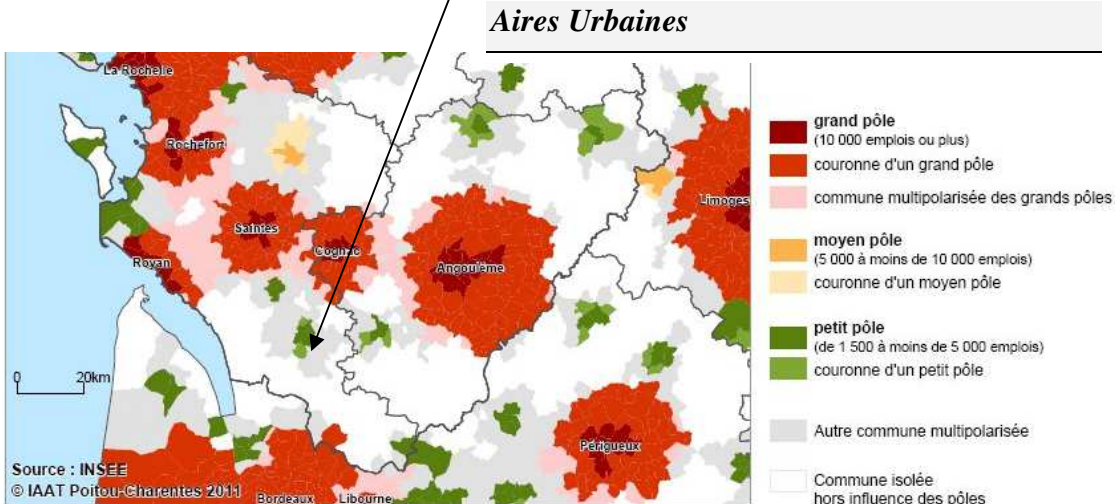 Aires Urbaines
La Rochelle
Rochefort
Saintes
Cognac
Royan
Angoulême
Limoges
Périgueux
0 20km
Source : INSEE
© IAAT Poitou-Charentes 2011
Bordeaux
Libourne
grand pôle
(10 000 emplois ou plus)
couronne d'un grand pôle
commune multipolarisée des grands pôles
moyen pôle
(5 000 à moins de 10 000 emplois)
couronne d'un moyen pôle
petit pôle
(de 1 500 à moins de 5 000 emplois)
couronne d'un petit pôle
Autre commune multipolarisée
Commune isolée
hors influence des pôles